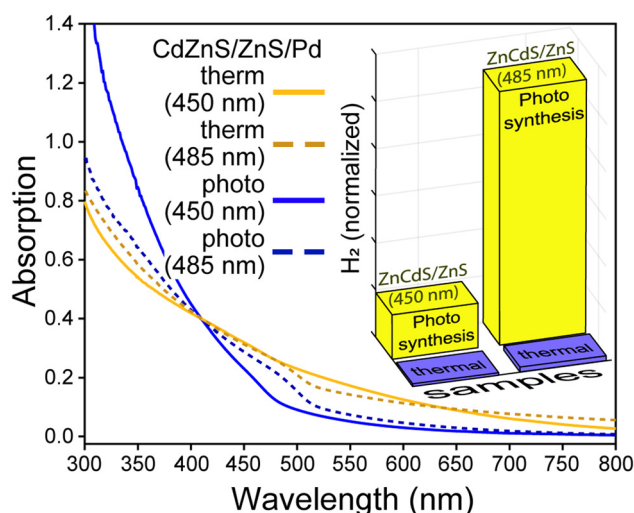 1.4
1.2
1.0
0.8
0.6
0.4
0.2
0.0
Absorption
300 350 400 450 500 550 600 650 700 750 800
Wavelength (nm)
CdZnS/ZnS/Pd
therm
(450 nm)
therm
(485 nm)
photo
(450 nm)
photo
(485 nm)
H₂ (normalized)
ZnCdS/ZnS
(485 nm)
Photo
synthesis
ZnCdS/ZnS
(450 nm)
Photo
synthesis
thermal
thermal
samples